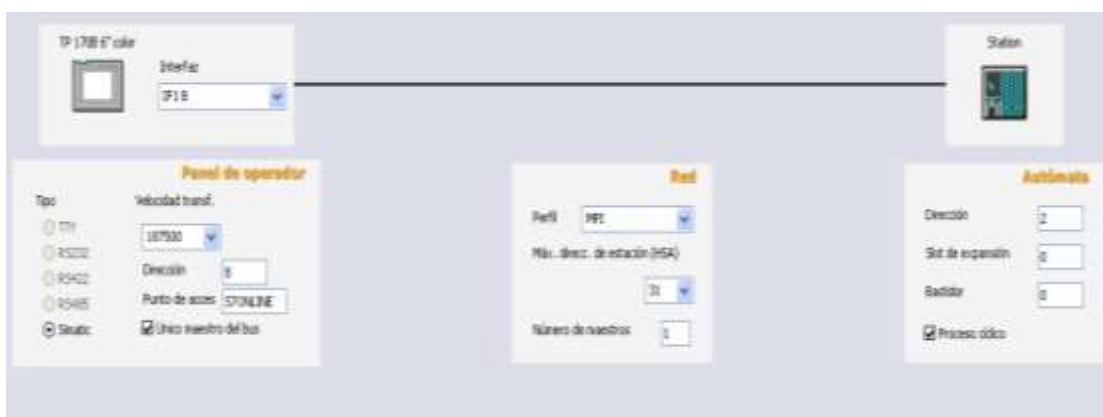 TP 170B 6" color
Interfaz
IF1 B
Station
Panel de operador
Tipo
Velocidad transf.
TTY
RS232
RS422
RS485
Simatic
187500
Dirección
Punto de acces
S7ONLINE
Unico maestro del bus
Red
Perfil MPI
Máx. direcc. de estación (HSA)
31
Número de maestros 1
Autómata
Dirección 2
Slot de expansión 0
Bastidor 0
Proceso cíclico